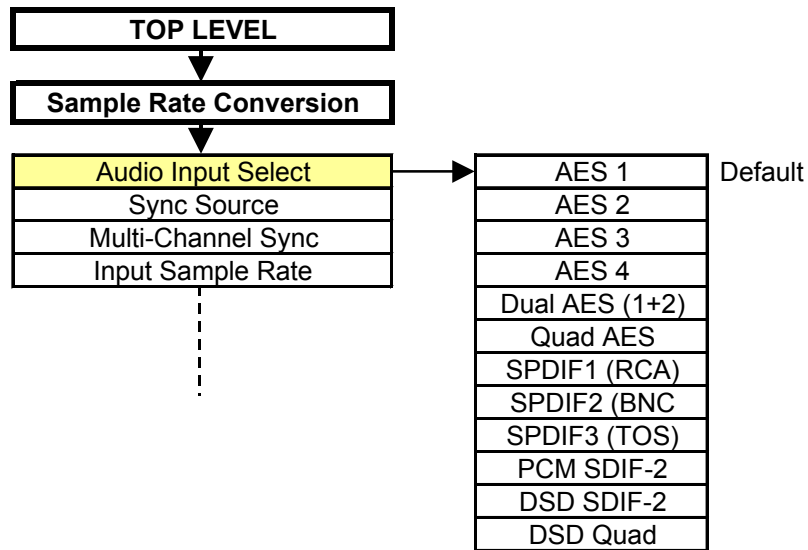 TOP LEVEL
Sample Rate Conversion
Audio Input Select
Sync Source
Multi-Channel Sync
Input Sample Rate
AES 1 Default
AES 2
AES 3
AES 4
Dual AES (1+2)
Quad AES
SPDIF1 (RCA)
SPDIF2 (BNC
SPDIF3 (TOS)
PCM SDIF-2
DSD SDIF-2
DSD Quad